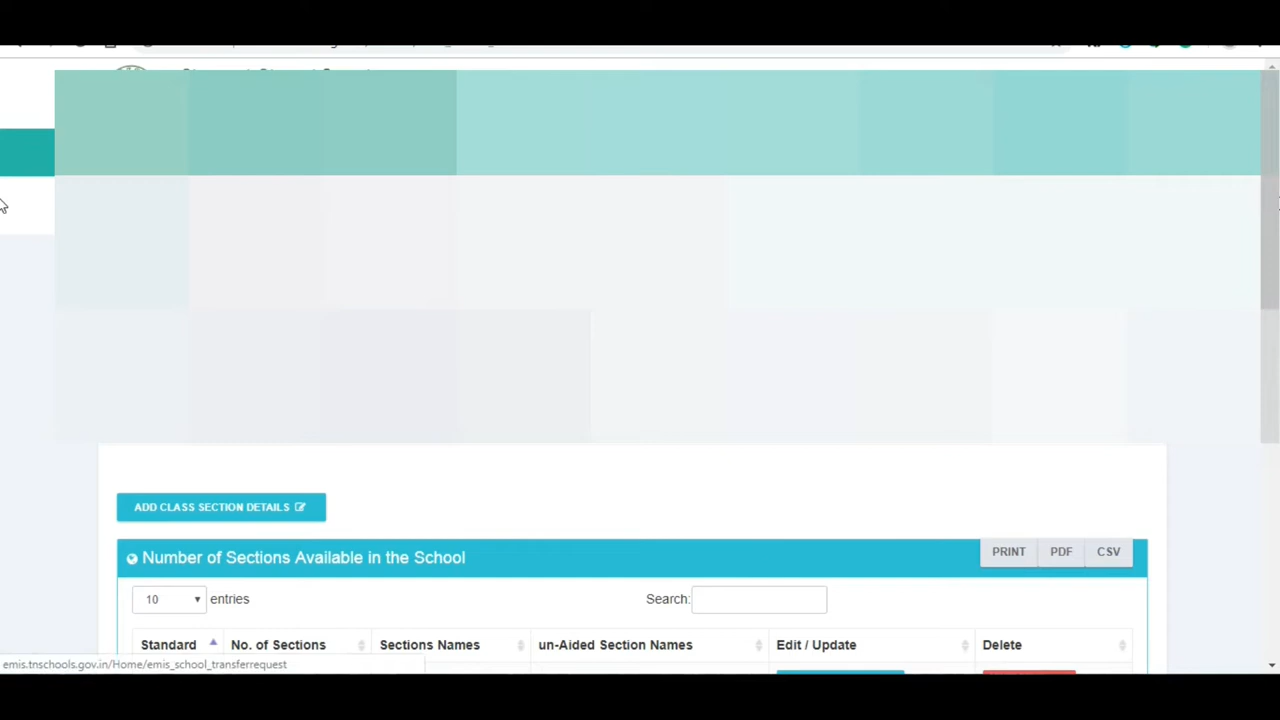 ADD CLASS SECTION DETAILS
Number of Sections Available in the School
PRINT PDF CSV
10 entries
Search:
Standard No. of Sections Sections Names un-Aided Section Names Edit / Update Delete
emis.tnschools.gov.in/Home/emis_school_transferrequest